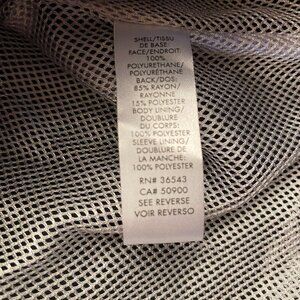 SHELL/TISSU
DE BASE
FACE/ENDROIT:
100%
POLYURETHANE/
POLYURÉTHANE
BACK/DOS:
85% RAYON/
RAYONNE
15% POLYESTER
BODY LINING/
DOUBLURE
DU CORPS:
100% POLYESTER
SLEEVE LINING/
DOUBLURE DE
LA MANCHE:
100% POLYESTER
RN# 36543
CA# 50900
SEE REVERSE
VOIR REVERSO